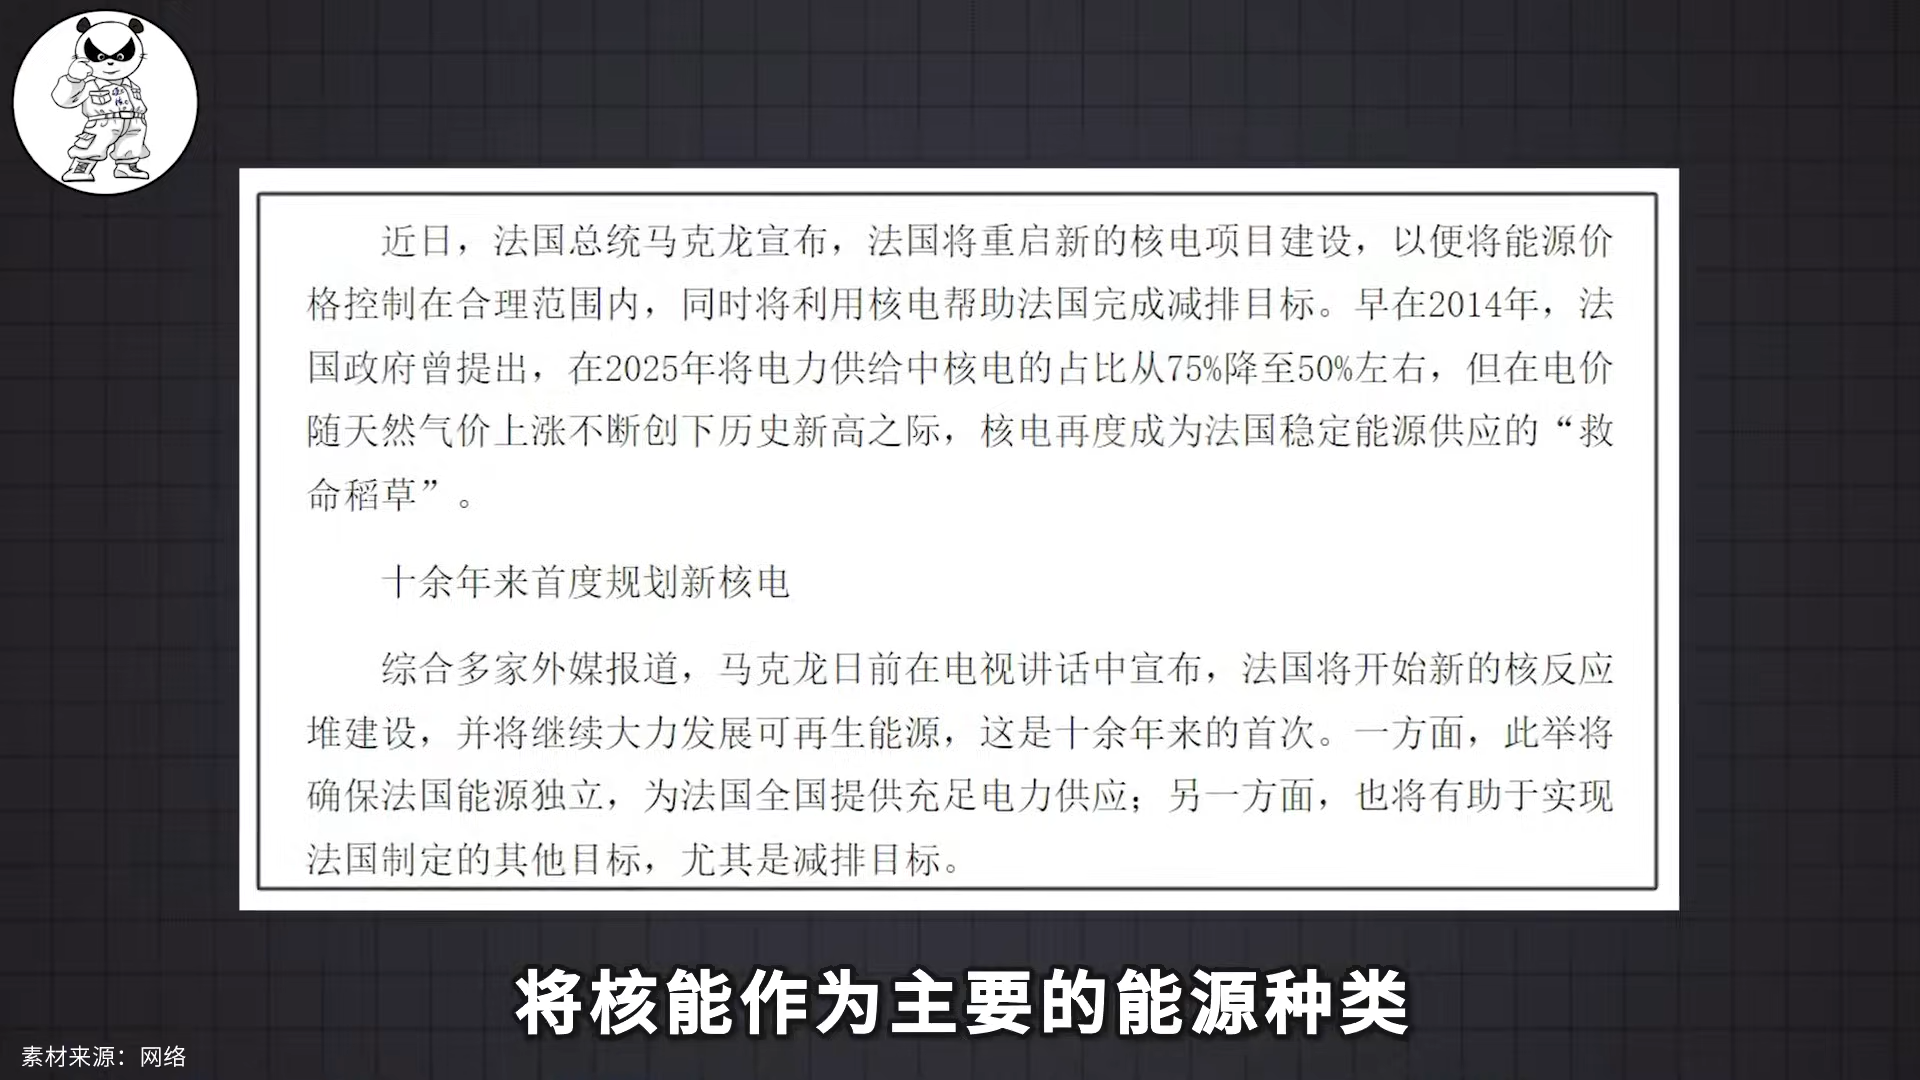 近日，法国总统马克龙宣布，法国将重启新的核电项目建设，以便将能源价
格控制在合理范围内，同时将利用核电帮助法国完成减排目标。早在2014年，法
国政府曾提出，在2025年将电力供给中核电的占比从75%降至50%左右，但在电价
随天然气价上涨不断创下历史新高之际，核电再度成为法国稳定能源供应的“救
命稻草”。
十余年来首度规划新核电
综合多家外媒报道，马克龙日前在电视讲话中宣布，法国将开始新的核反应
堆建设，并将继续大力发展可再生能源，这是十余年来的首次。一方面，此举将
确保法国能源独立，为法国全国提供充足电力供应；另一方面，也将有助于实现
法国制定的其他目标，尤其是减排目标。
将核能作为主要的能源种类
素材来源：网络